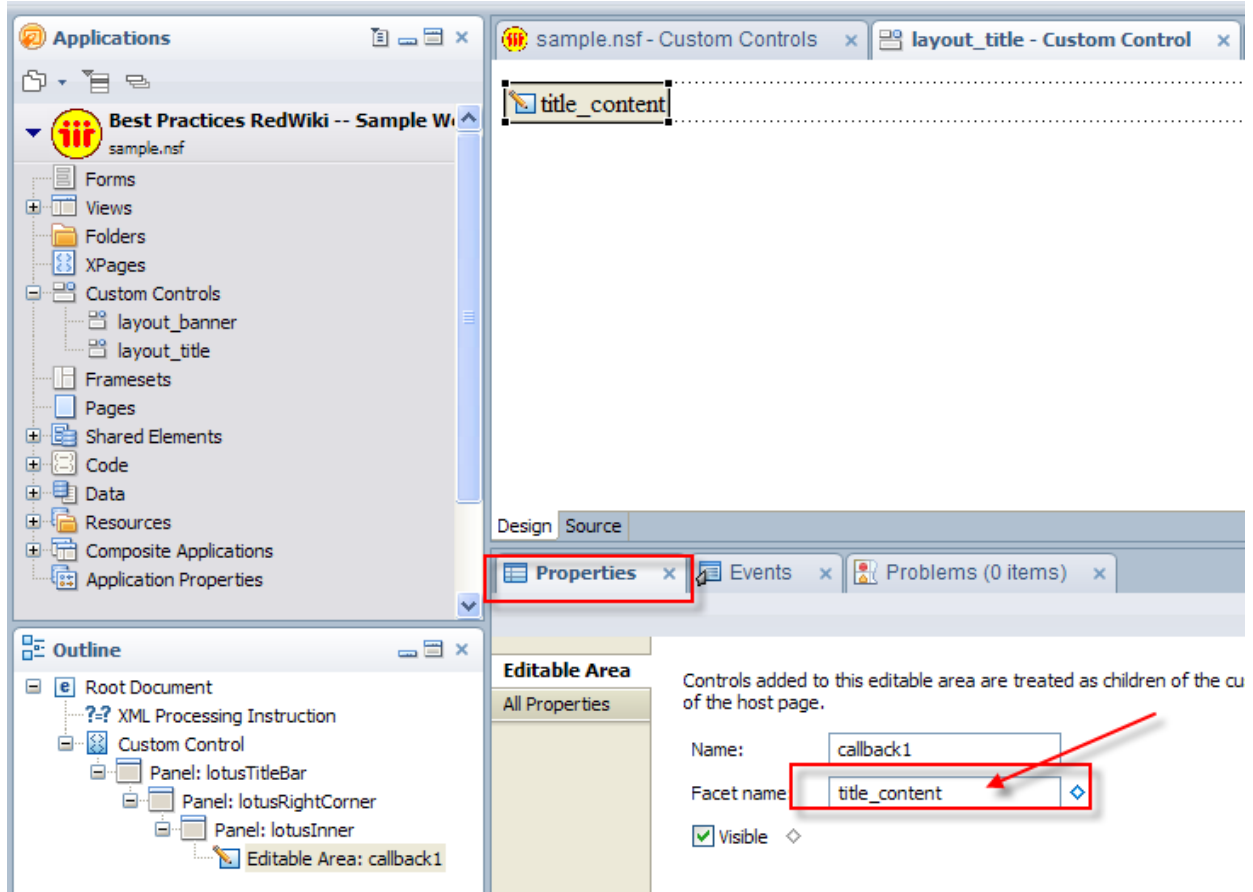 Applications
Best Practices RedWiki -- Sample W
sample.nsf
Forms
Views
Folders
XPages
Custom Controls
layout_banner
layout_title
Framesets
Pages
Shared Elements
Code
Data
Resources
Composite Applications
Application Properties
Outline
Root Document
?=? XML Processing Instruction
Custom Control
Panel: lotusTitleBar
Panel: lotusRightCorner
Panel: lotusInner
Editable Area: callback1
sample.nsf - Custom Controls
layout_title - Custom Control
title_content
Design Source
Properties Events Problems (0 items)
Editable Area
All Properties
Controls added to this editable area are treated as children of the cu
of the host page.
Name: callback1
Facet name title_content
Visible